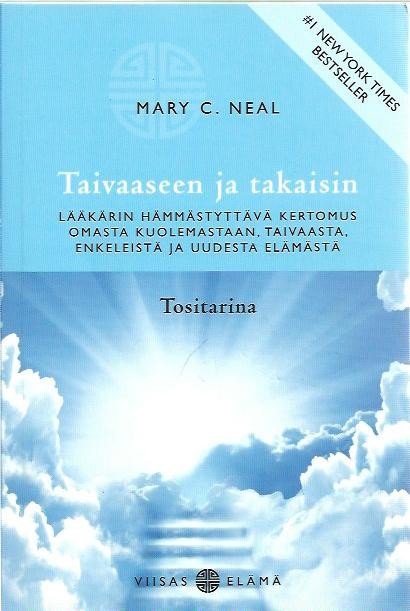 #1 NEW YORK TIMES
BESTSELLER
MARY C. NEAL
Taivaaseen ja takaisin
LÄÄKÄRIN HÄMMÄSTYTTÄVÄ KERTOMUS
OMASTA KUOLEMASTAAN, TAIVAASTA,
ENKELEISTÄ JA UUDESTA ELÄMÄSTÄ
Tositarina
VIISAS ELÄMÄ